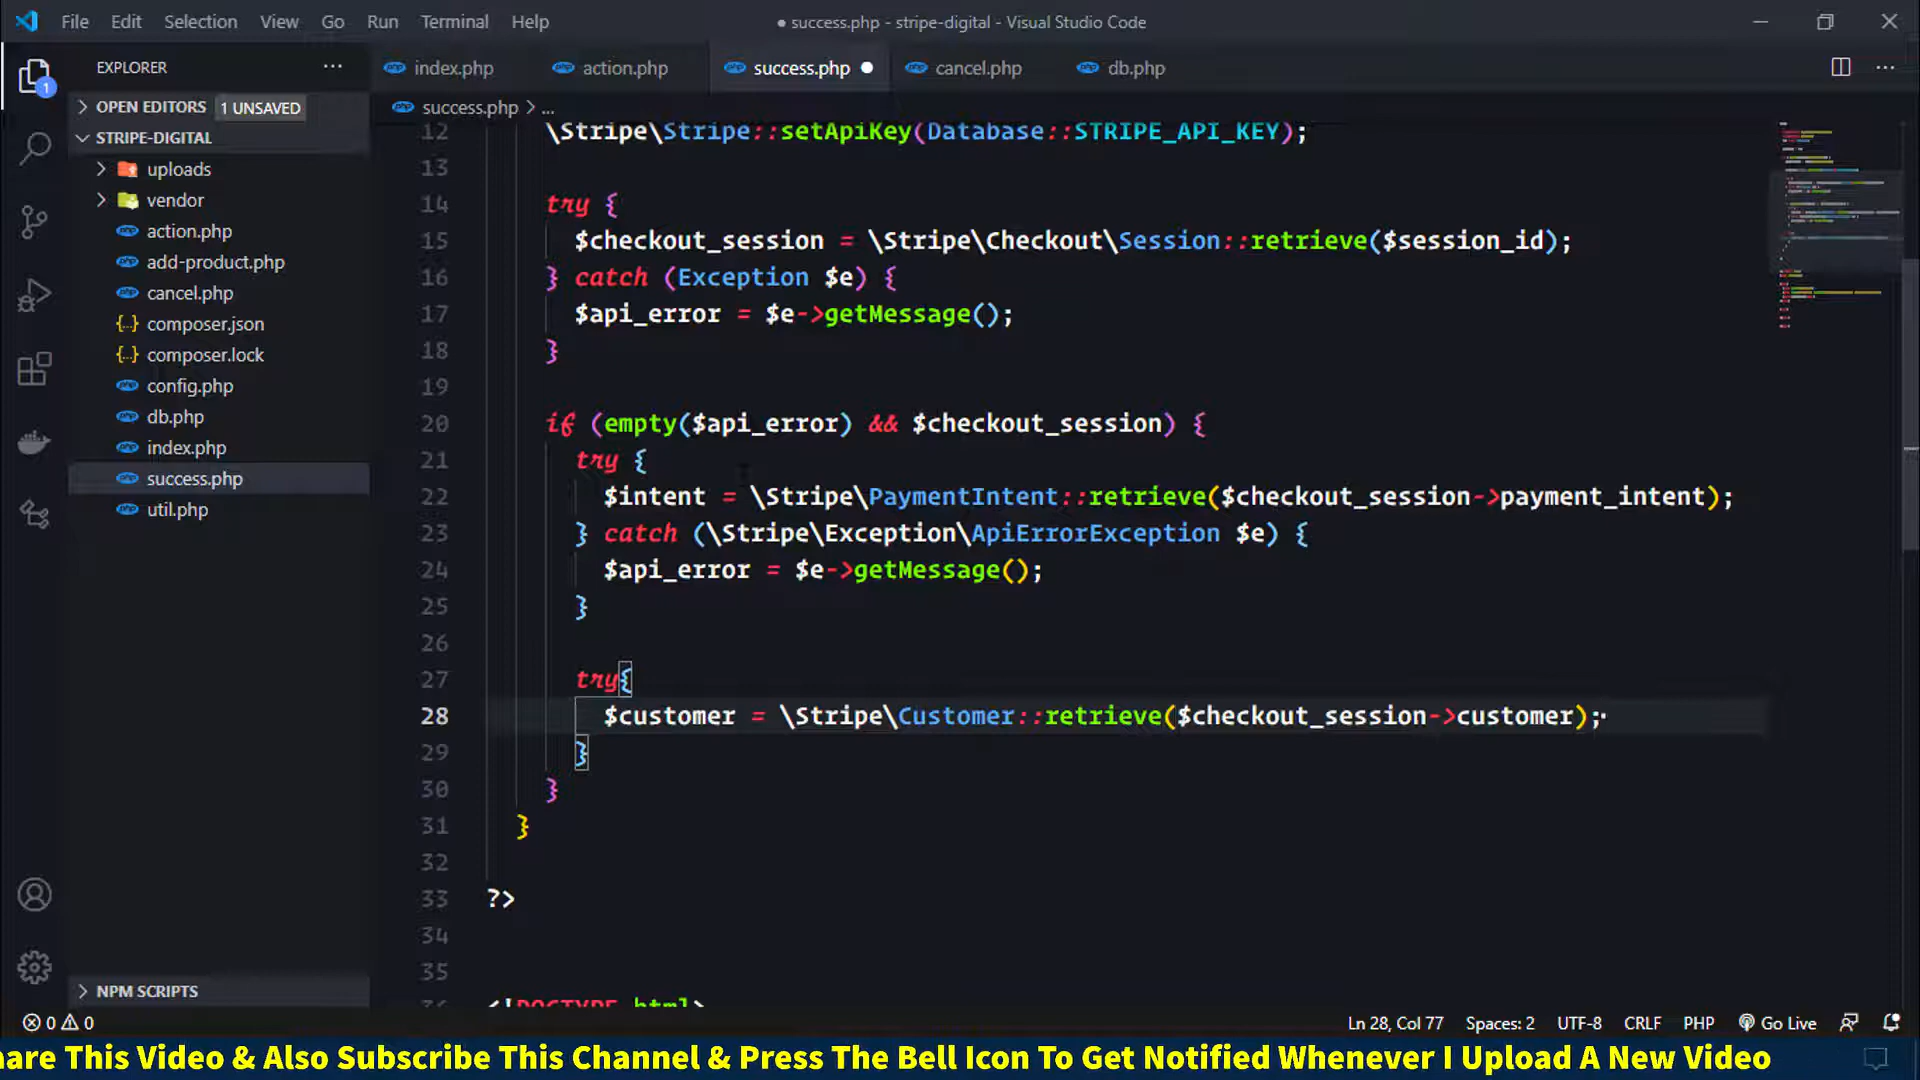 File Edit Selection View Go Run Terminal Help
● success.php - stripe-digital - Visual Studio Code
EXPLORER
index.php
action.php
success.php
cancel.php
db.php
OPEN EDITORS 1 UNSAVED
success.php > ...
STRIPE-DIGITAL
uploads
vendor
action.php
add-product.php
cancel.php
composer.json
composer.lock
config.php
db.php
index.php
success.php
util.php
NPM SCRIPTS
1
12 \Stripe\Stripe::setApiKey(Database::STRIPE_API_KEY);
13
14 try {
15 $checkout_session = \Stripe\Checkout\Session::retrieve($session_id);
16 } catch (Exception $e) {
17 $api_error = $e->getMessage();
18 }
19
20 if (empty($api_error) && $checkout_session) {
21 try {
22 $intent = \Stripe\PaymentIntent::retrieve($checkout_session->payment_intent);
23 } catch (\Stripe\Exception\ApiErrorException $e) {
24 $api_error = $e->getMessage();
25 }
26
27 try{
28 $customer = \Stripe\Customer::retrieve($checkout_session->customer);
29 }
30 }
31 }
32
33 ?>
34
35
36 <!DOCTYPE html>
0 0
Ln 28, Col 77 Spaces: 2 UTF-8 CRLF PHP Go Live
hare This Video & Also Subscribe This Channel & Press The Bell Icon To Get Notified Whenever I Upload A New Video